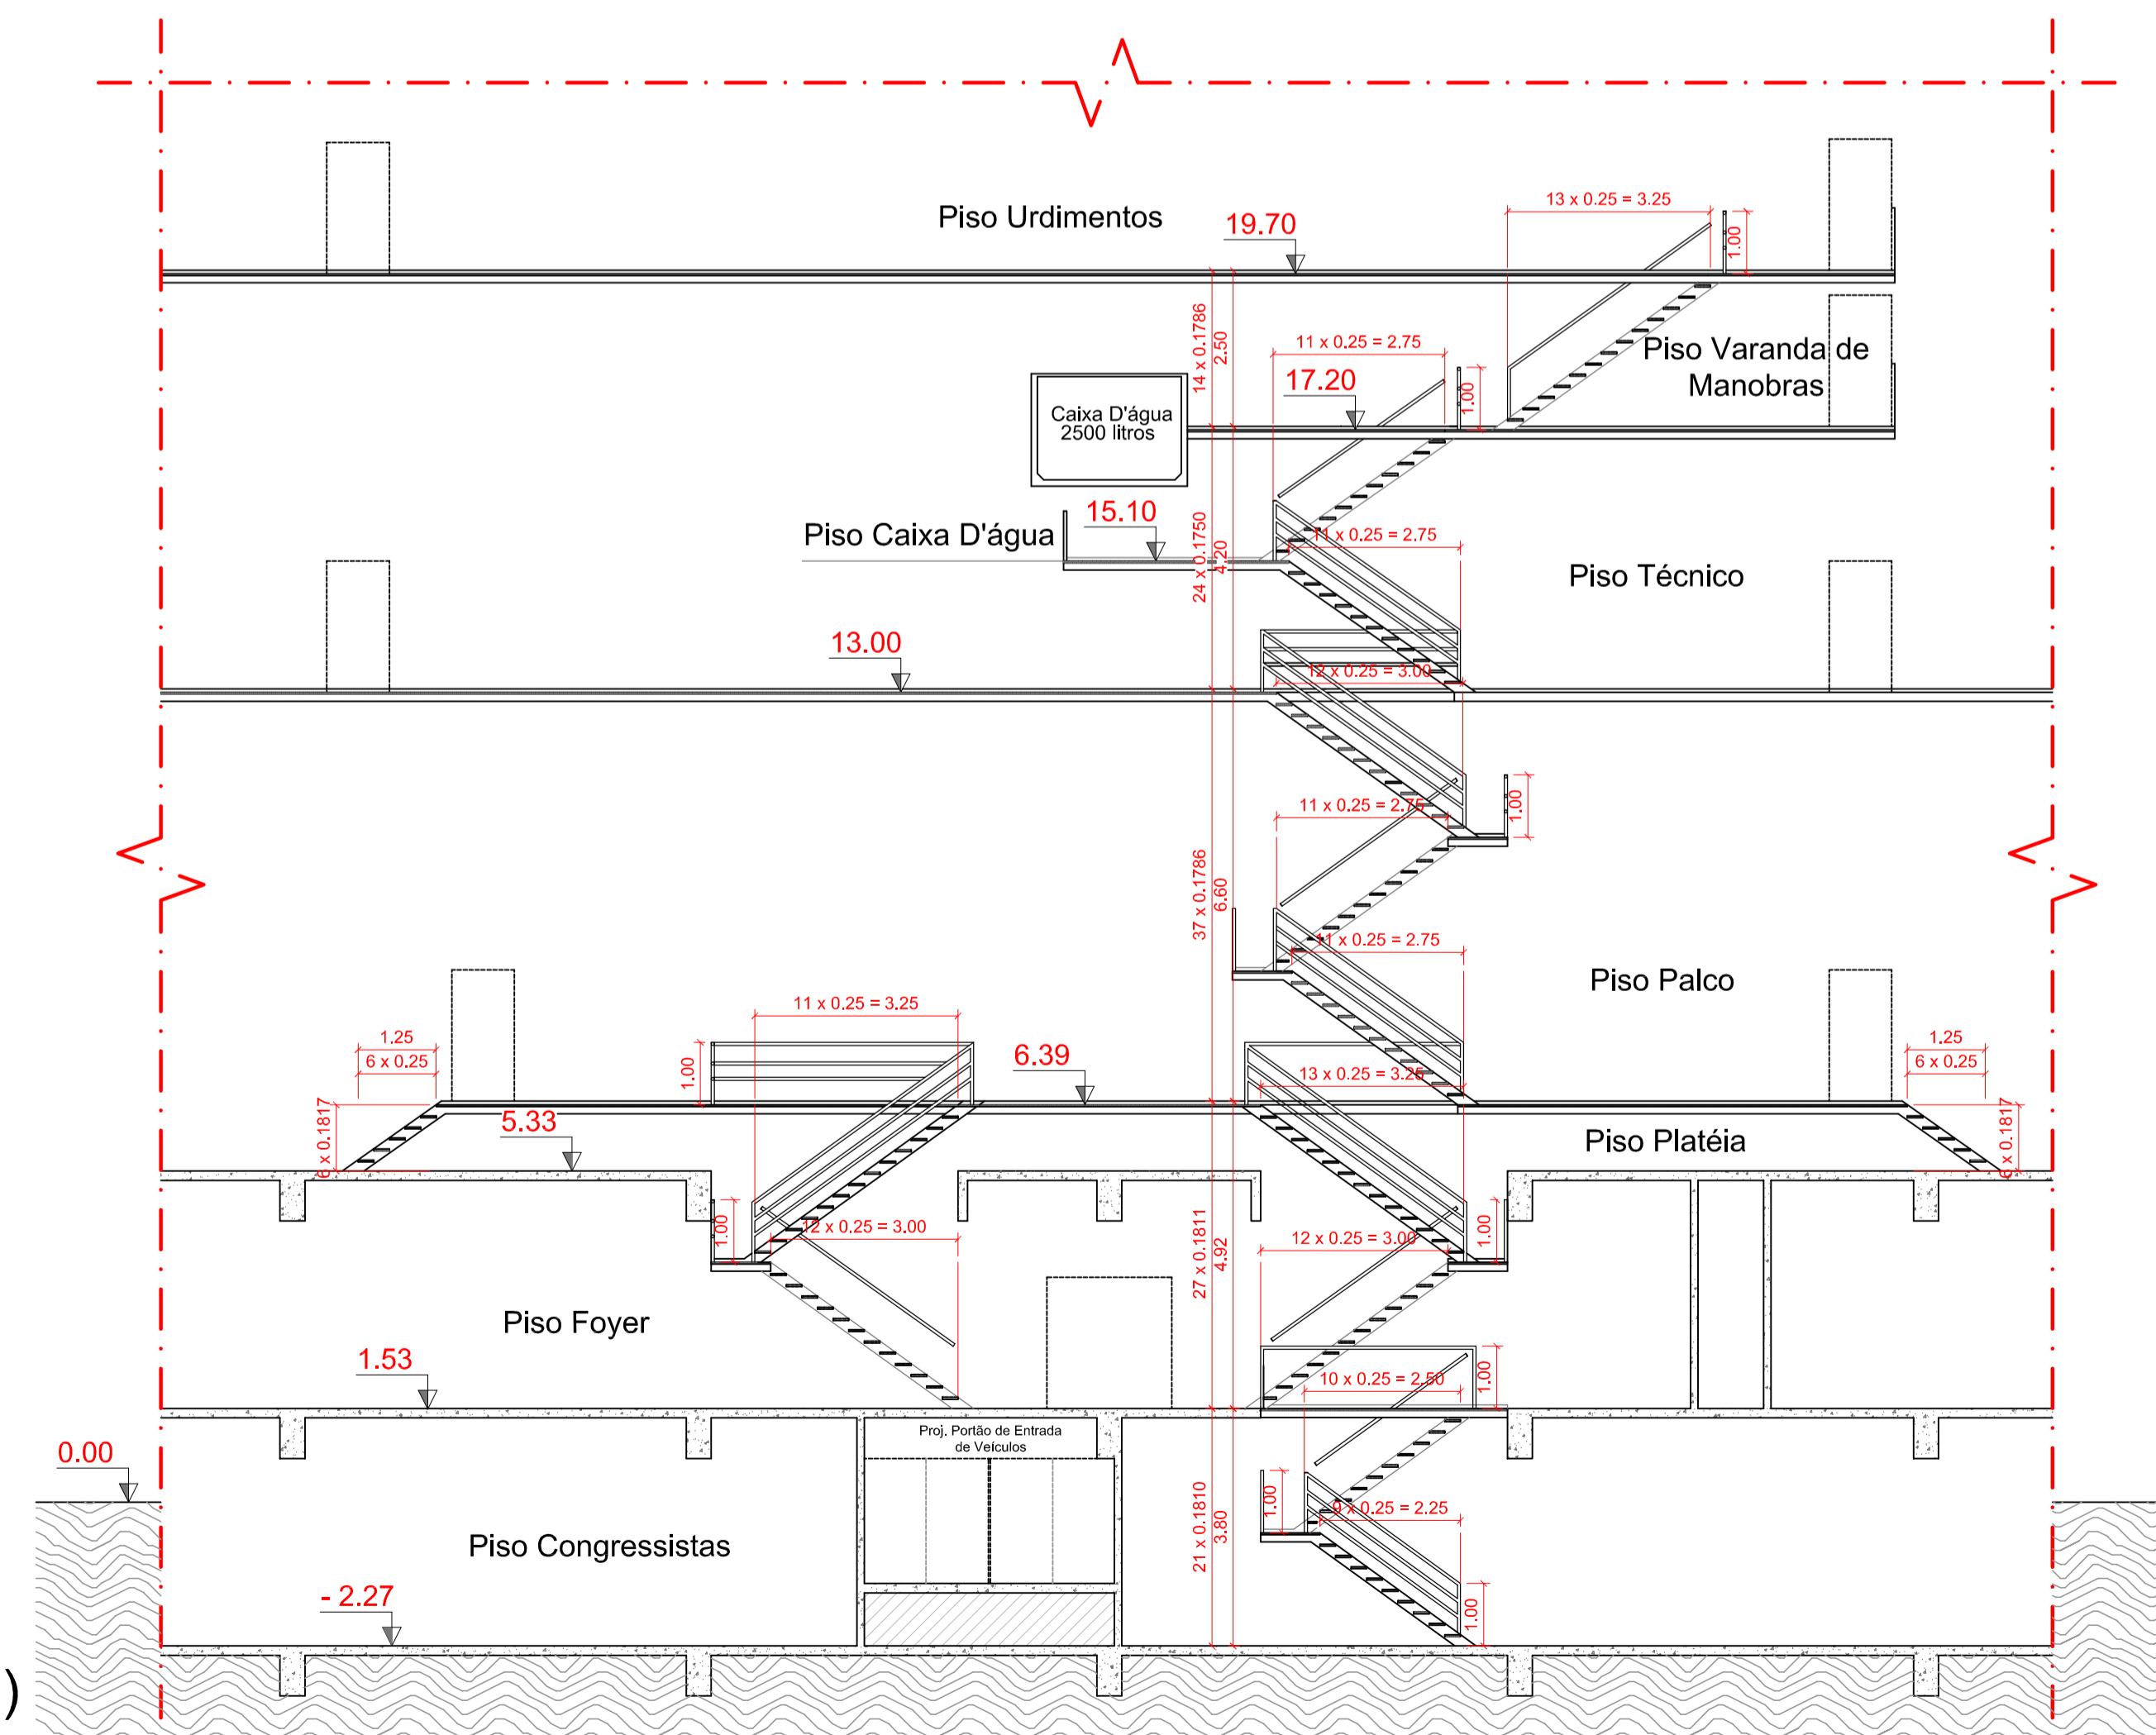 13 x 0.25 = 3.25
Piso Urdimentos
19.70
1.00
14 x 0.1786
2.50
11 x 0.25 = 2.75
17.20
1.00
Piso Varanda de
Manobras
Caixa D'água
2500 litros
15.10
Piso Caixa D'água
24 x 0.1750
4.20
11 x 0.25 = 2.75
Piso Técnico
13.00
12 x 0.25 = 3.00
11 x 0.25 = 2.75
1.00
37 x 0.1786
6.60
11 x 0.25 = 2.75
Piso Palco
11 x 0.25 = 3.25
1.25
6 x 0.25
1.00
6.39
13 x 0.25 = 3.25
1.25
6 x 0.25
6 x 0.1817
5.33
Piso Platéia
6 x 0.1817
1.00
12 x 0.25 = 3.00
27 x 0.1811
4.92
12 x 0.25 = 3.00
1.00
Piso Foyer
1.53
10 x 0.25 = 2.50
1.00
Proj. Portão de Entrada
de Veículos
0.00
21 x 0.1810
3.80
1.00
9 x 0.25 = 2.25
Piso Congressistas
- 2.27
1.00
)